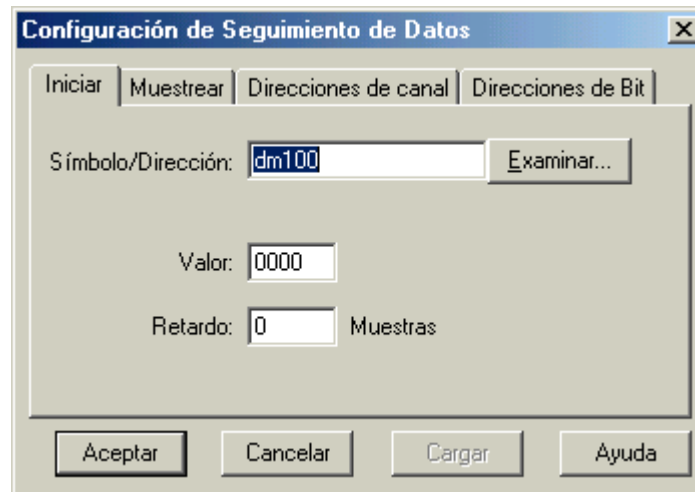 Configuración de Seguimiento de Datos
Iniciar Muestrear Direcciones de canal Direcciones de Bit
Símbolo/Dirección: dm100 Examinar...
Valor: 0000
Retardo: 0 Muestras
Aceptar Cancelar Cargar Ayuda